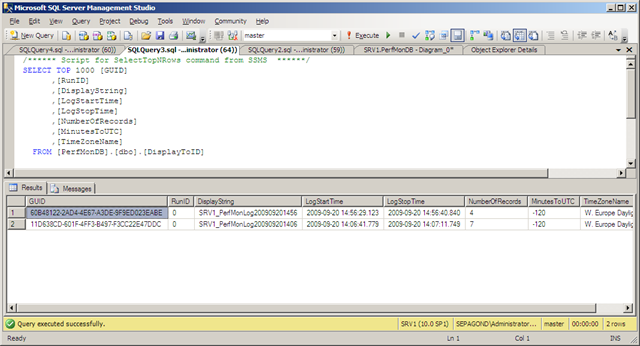 Microsoft SQL Server Management Studio
File Edit View Query Project Debug Tools Window Community Help
New Query master Execute
SQLQuery4.sql -...inistrator (60)) SQLQuery3.sql -...inistrator (64)) SQLQuery2.sql -...inistrator (59)) SRV1.PerfMonDB - Diagram_0* Object Explorer Details
/****** Script for SelectTopNRows command from SSMS ******/
SELECT TOP 1000 [GUID]
,[RunID]
,[DisplayString]
,[LogStartTime]
,[LogStopTime]
,[NumberOfRecords]
,[MinutesToUTC]
,[TimeZoneName]
FROM [PerfMonDB].[dbo].[DisplayToID]
Results Messages
GUID RunID DisplayString LogStartTime LogStopTime NumberOfRecords MinutesToUTC TimeZoneName
1 60B48122-2AD4-4E67-A3DE-9F9ED023EABE 0 SRV1_PerfMonLog200909201456 2009-09-20 14:56:29.123 2009-09-20 14:56:40.840 4 -120 W. Europe Daylig
2 11D638CD-601F-4FF3-B497-F3CC22E47DDC 0 SRV1_PerfMonLog200909201406 2009-09-20 14:06:41.779 2009-09-20 14:07:11.749 7 -120 W. Europe Daylig
Query executed successfully. SRV1 (10.0 SP1) SEPAGOND\Administrator... master 00:00:00 2 rows
Ready Ln 1 Col 1 INS